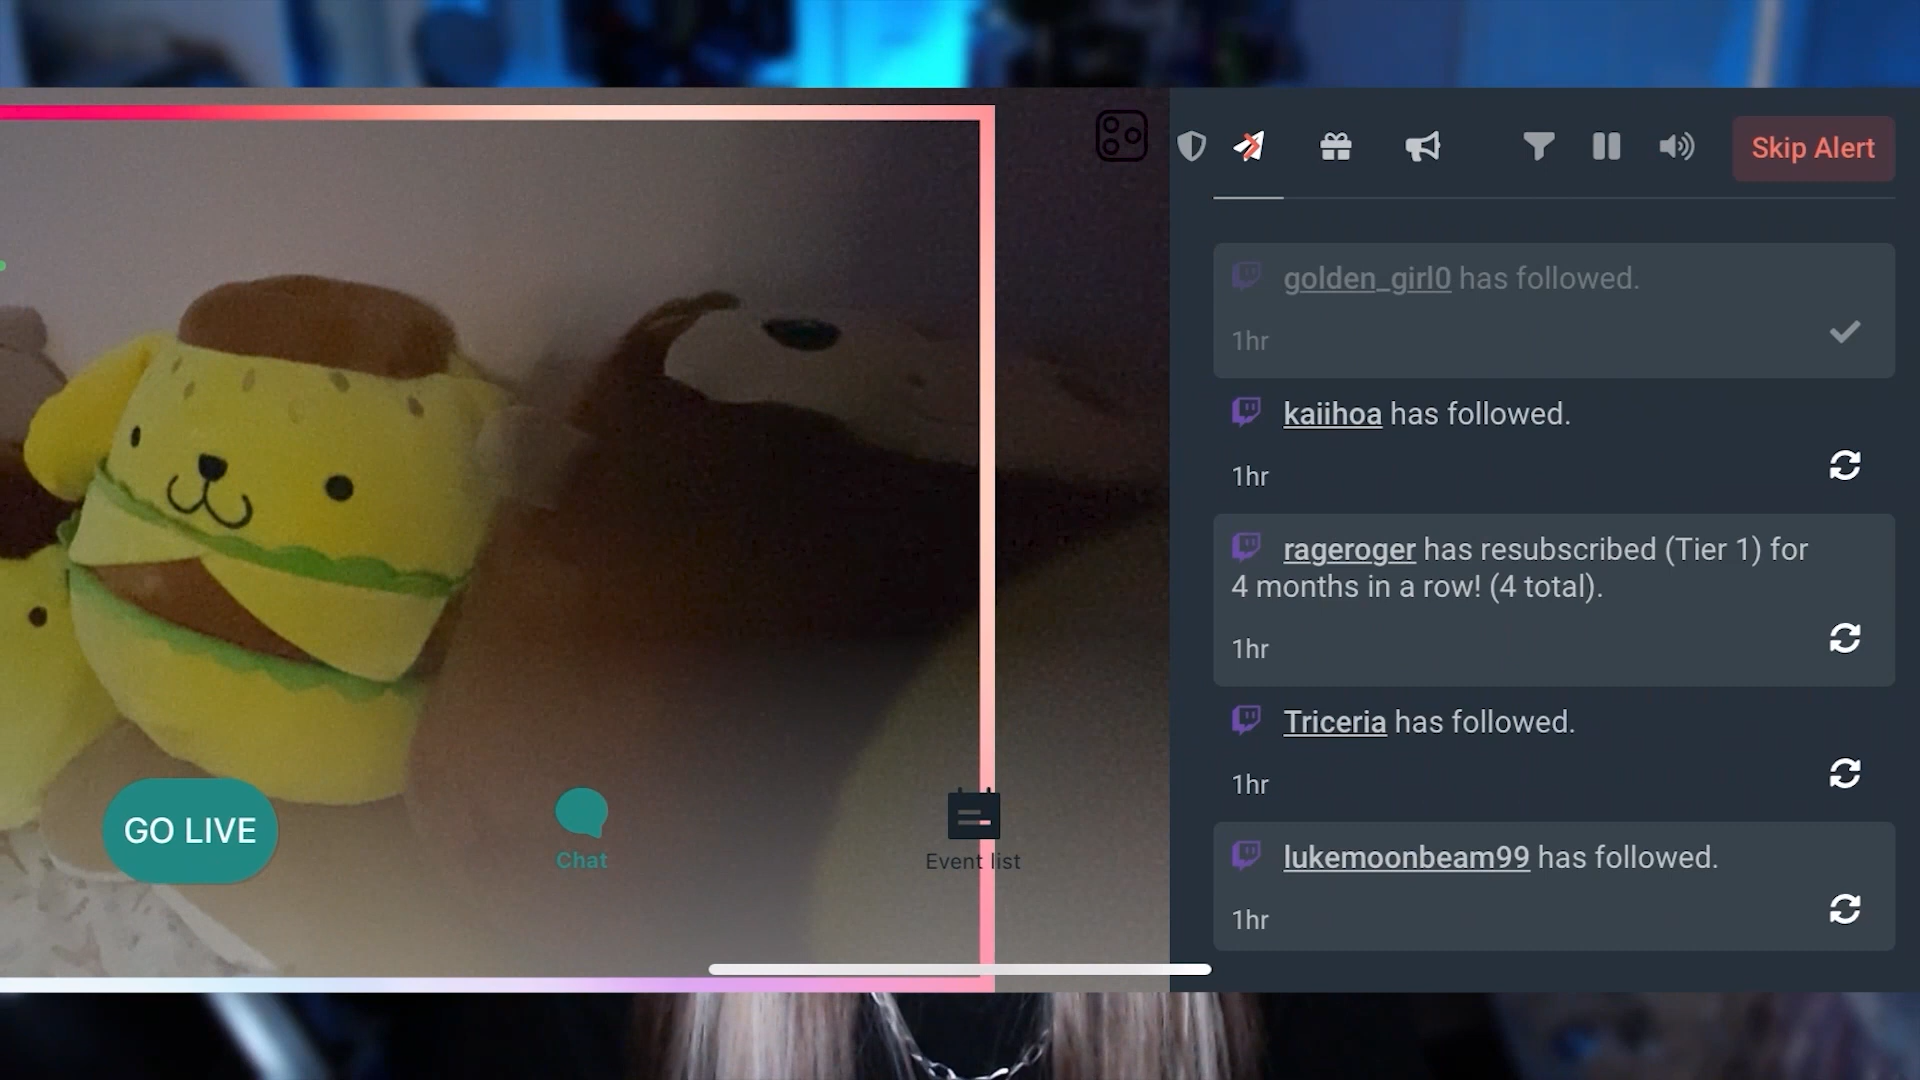 Skip Alert
golden_girl0 has followed.
1hr
kaiihoa has followed.
1hr
rageroger has resubscribed (Tier 1) for
4 months in a row! (4 total).
1hr
Triceria has followed.
1hr
lukemoonbeam99 has followed.
1hr
GO LIVE
Chat
Event list